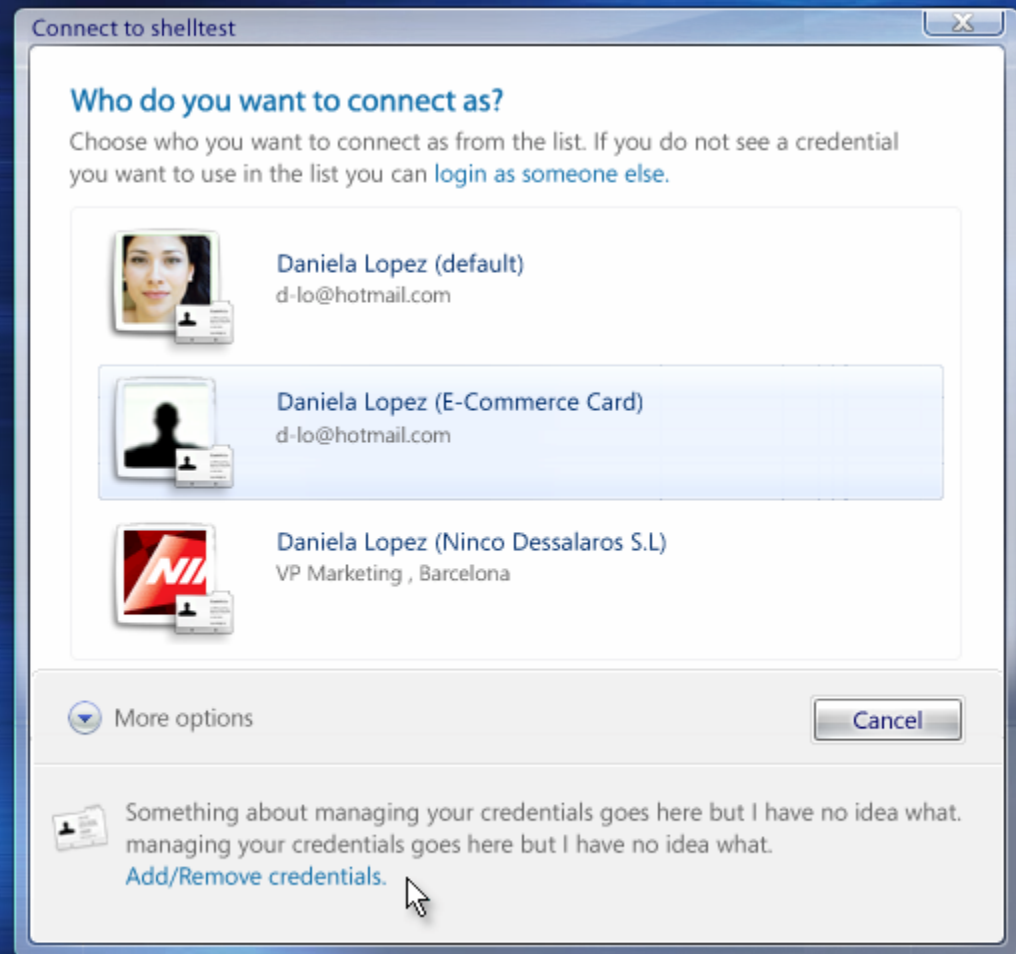 Connect to shelltest
Who do you want to connect as?
Choose who you want to connect as from the list. If you do not see a credential
you want to use in the list you can login as someone else.
Daniela Lopez (default)
d-lo@hotmail.com
Daniela Lopez (E-Commerce Card)
d-lo@hotmail.com
NII
Daniela Lopez (Ninco Dessalaros S.L)
VP Marketing , Barcelona
More options
Cancel
Something about managing your credentials goes here but I have no idea what.
managing your credentials goes here but I have no idea what.
Add/Remove credentials.